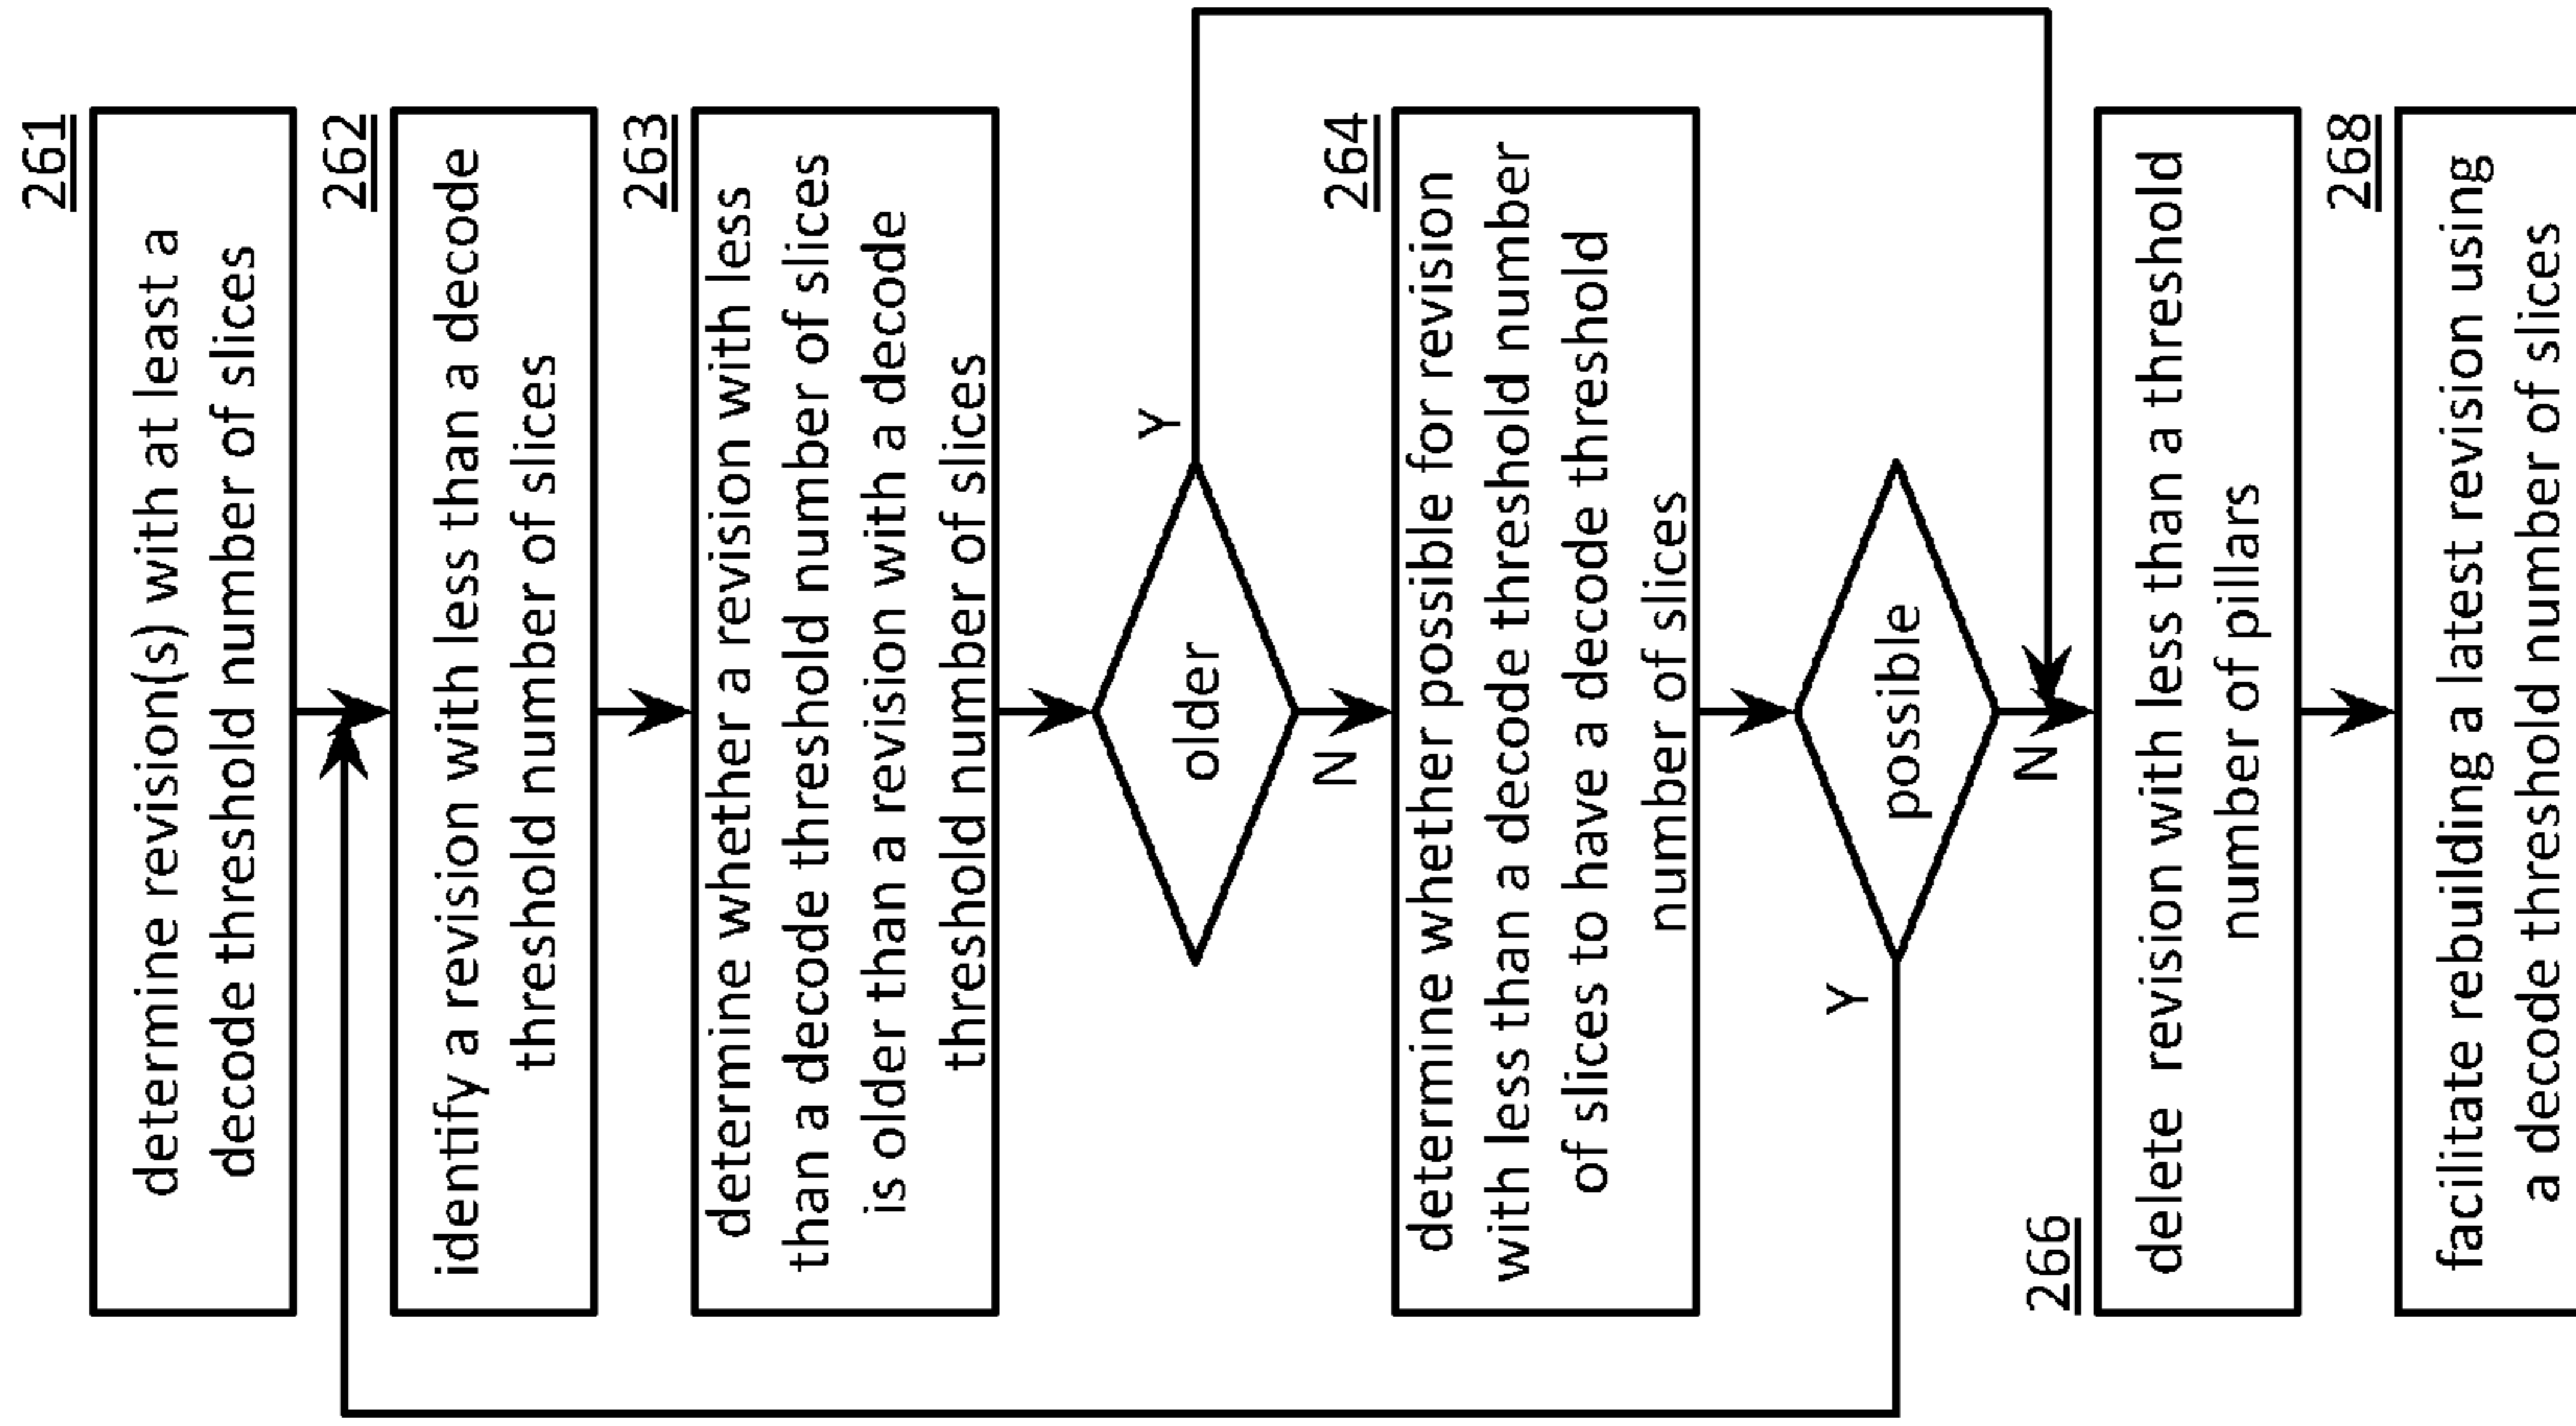 261
determine revision(s) with at least a
decode threshold number of slices
262
identify a revision with less than a decode
threshold number of slices
263
determine whether a revision with less
than a decode threshold number of slices
is older than a revision with a decode
threshold number of slices
older
Y
N
264
determine whether possible for revision
with less than a decode threshold number
of slices to have a decode threshold
number of slices
possible
Y
N
266
delete revision with less than a threshold
number of pillars
268
facilitate rebuilding a latest revision using
a decode threshold number of slices